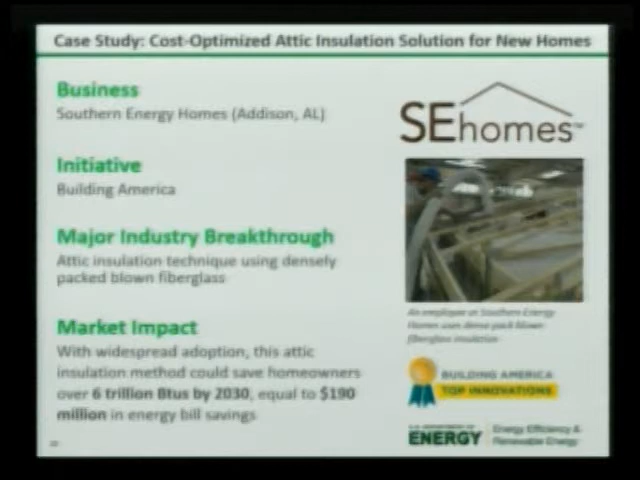 Case Study: Cost-Optimized Attic Insulation Solution for New Homes
Business
Southern Energy Homes (Addison, AL)
Initiative
Building America
Major Industry Breakthrough
Attic insulation technique using densely
packed blown fiberglass
Market Impact
With widespread adoption, this attic
insulation method could save homeowners
over 6 trillion Btus by 2030, equal to $190
million in energy bill savings
SEhomes™
An employee at Southern Energy
Homes uses dense pack blown
fiberglass insulation
BUILDING AMERICA
TOP INNOVATIONS
U.S. DEPARTMENT OF
ENERGY
Energy Efficiency &
Renewable Energy